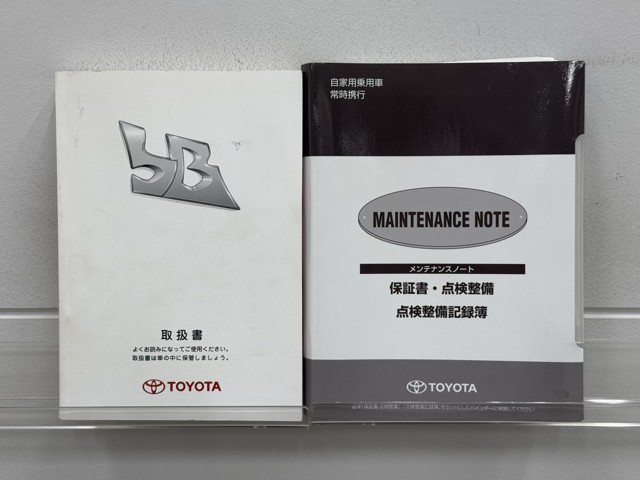 bB
取扱書
よくお読みになってご使用ください。
取扱書は車の中に保管しましょう。
TOYOTA
自家用乗用車
常時携行
MAINTENANCE NOTE
メンテナンスノート
保証書・点検整備
点検整備記録簿
TOYOTA